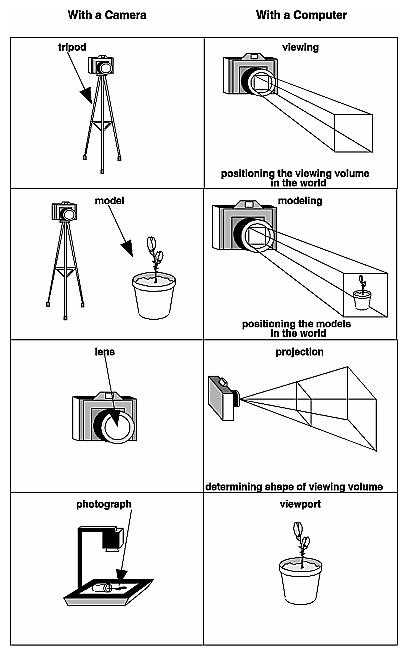 With a Camera
With a Computer
tripod
viewing
positioning the viewing volume
in the world
model
modeling
positioning the models
in the world
lens
projection
determining shape of viewing volume
photograph
viewport